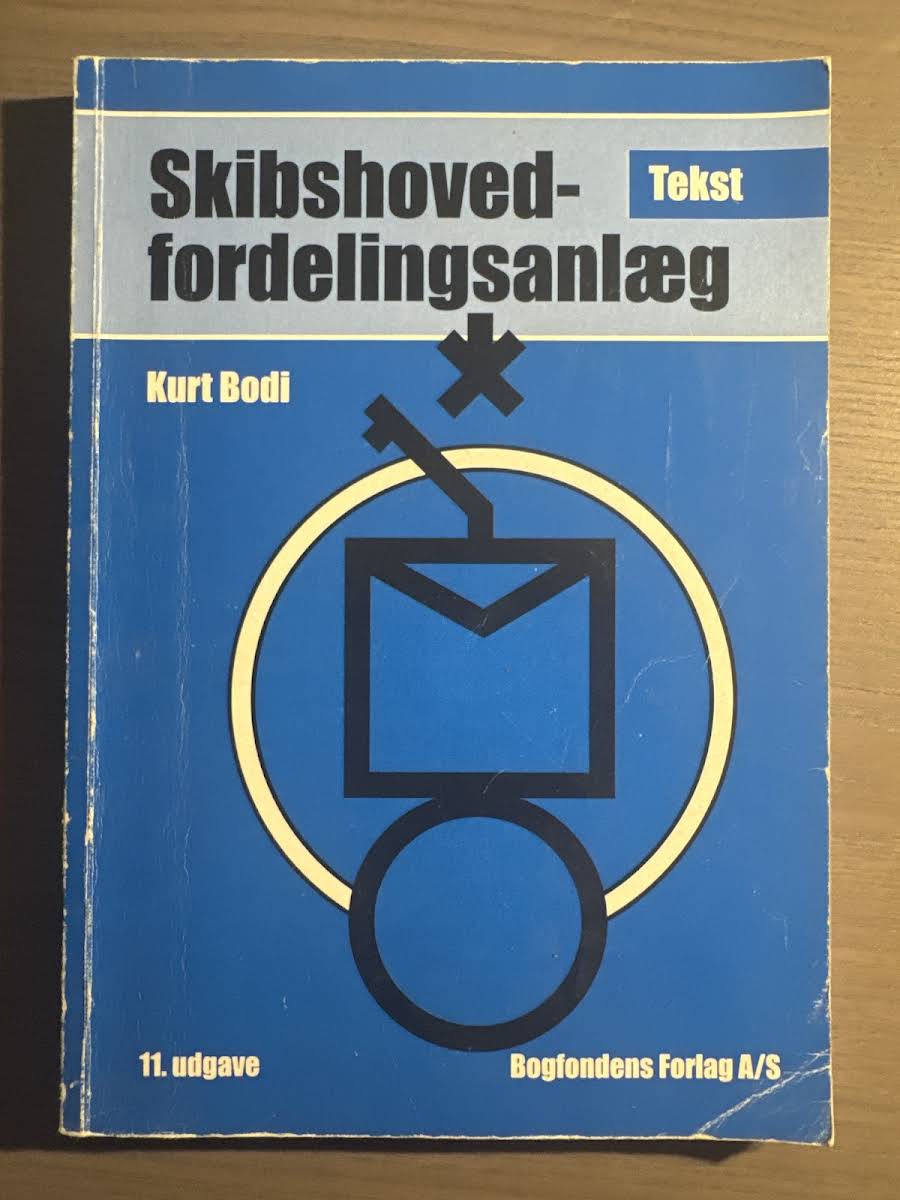 Skibshoved-
Tekst
fordelingsanlæg
Kurt Bodi
11. udgave
Bogfondens Forlag A/S